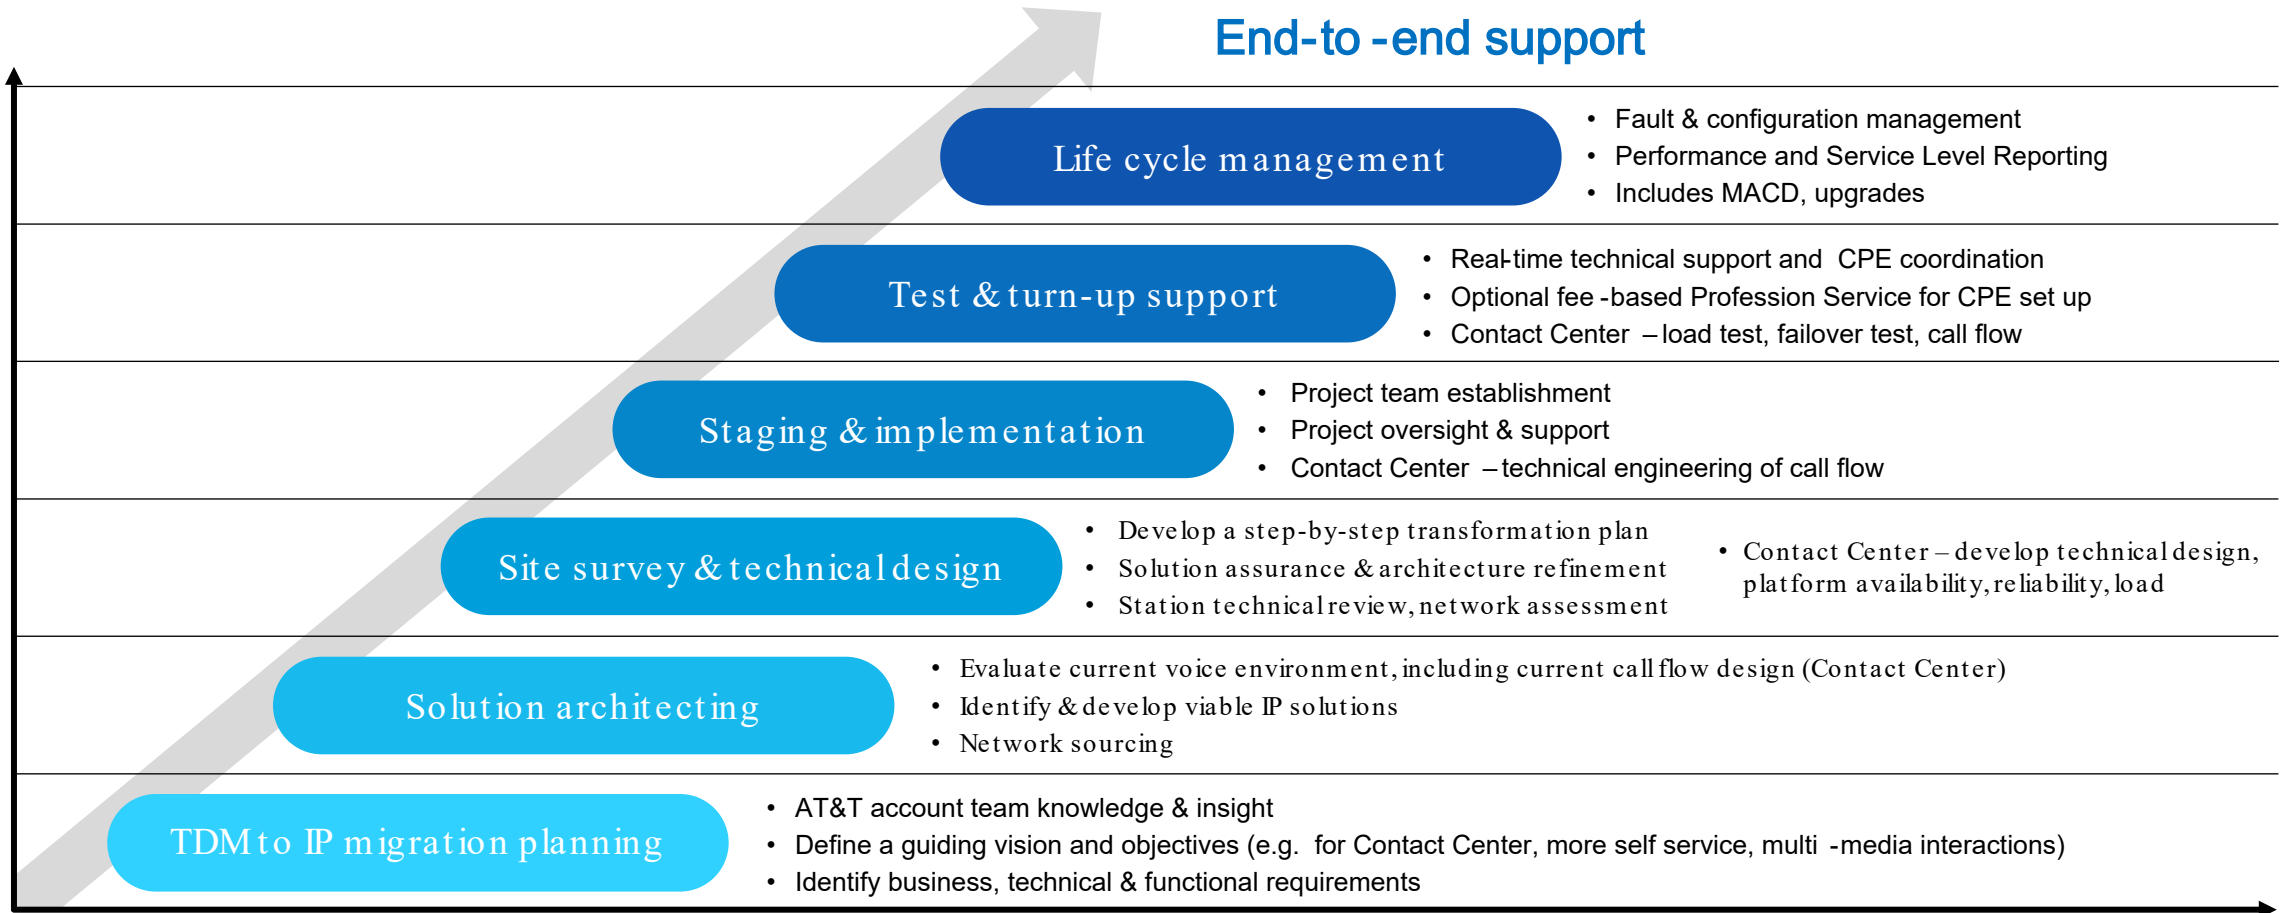 End-to-end support
Life cycle management
• Fault & configuration management
• Performance and Service Level Reporting
• Includes MACD, upgrades
Test & turn-up support
• Real-time technical support and CPE coordination
• Optional fee-based Profession Service for CPE set up
• Contact Center – load test, failover test, call flow
Staging & implementation
• Project team establishment
• Project oversight & support
• Contact Center – technical engineering of call flow
Site survey & technical design
• Develop a step-by-step transformation plan
• Solution assurance & architecture refinement
• Station technical review, network assessment
• Contact Center – develop technical design,
platform availability, reliability, load
Solution architecting
• Evaluate current voice environment, including current call flow design (Contact Center)
• Identify & develop viable IP solutions
• Network sourcing
TDM to IP migration planning
• AT&T account team knowledge & insight
• Define a guiding vision and objectives (e.g. for Contact Center, more self service, multi-media interactions)
• Identify business, technical & functional requirements